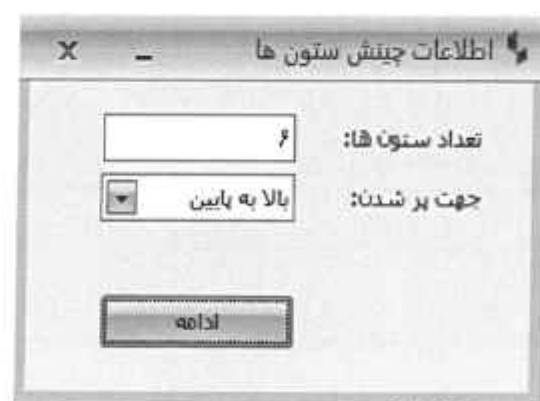 اطلاعات چینش ستون ها
تعداد ستون ها: ۶
جهت پر شدن: بالا به پایین
ادامه